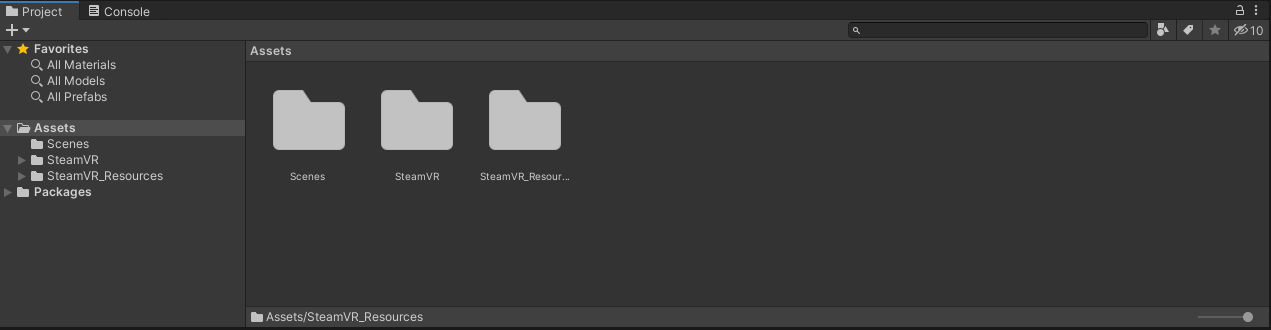 Project
Console
10
Favorites
All Materials
All Models
All Prefabs
Assets
Scenes
SteamVR
SteamVR_Resources
Packages
Assets
Scenes
SteamVR
SteamVR_Resour...
Assets/SteamVR_Resources